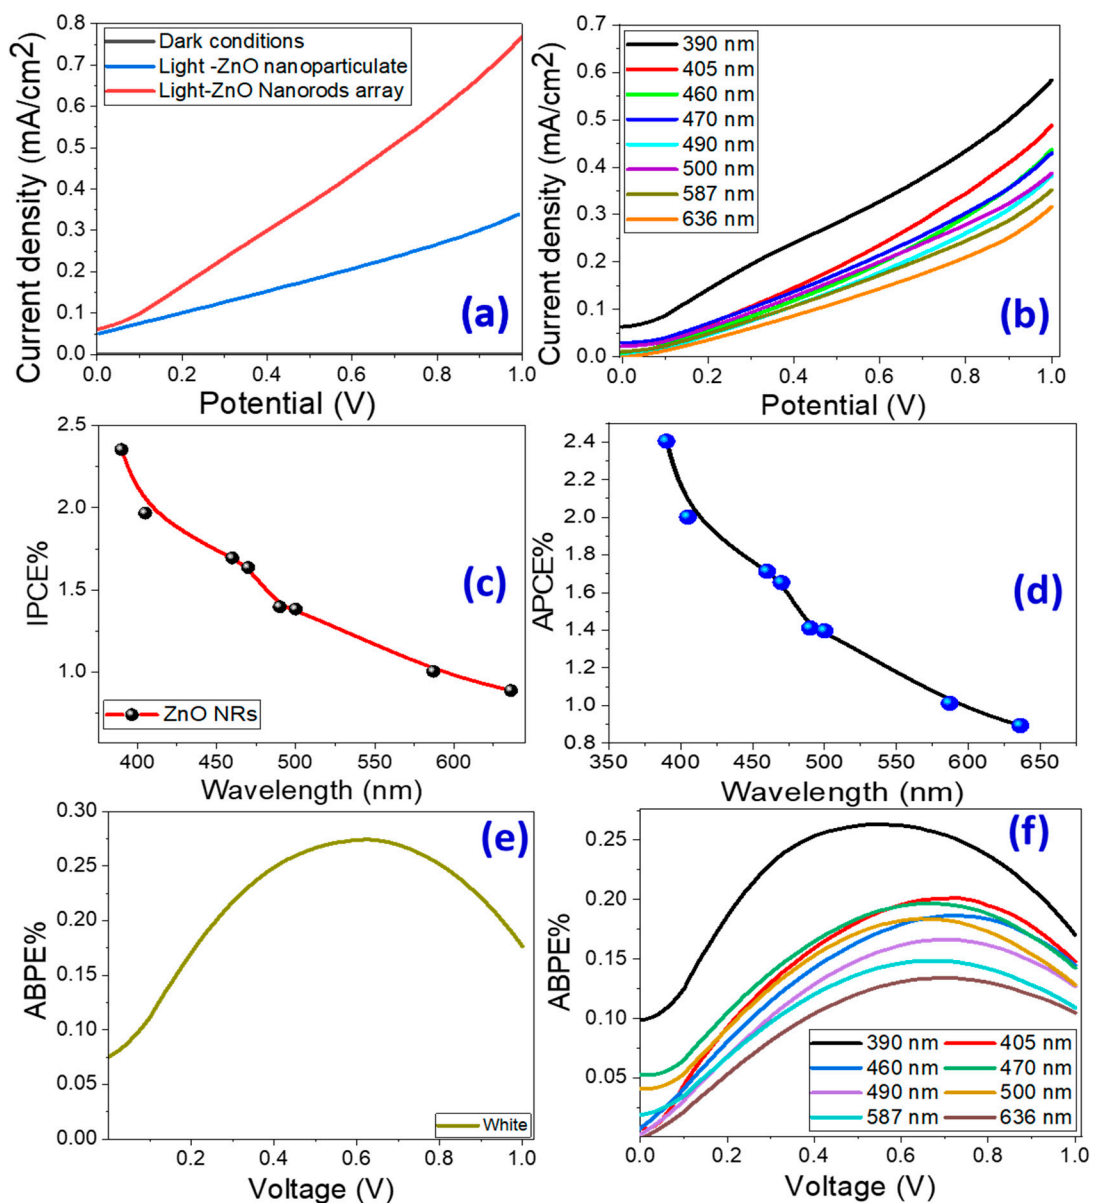 Current density (mA/cm2)
0.8
0.7
0.6
0.5
0.4
0.3
0.2
0.1
0.0
Dark conditions
Light -ZnO nanoparticulate
Light-ZnO Nanorods array
(a)
0.0 0.2 0.4 0.6 0.8 1.0
Potential (V)
Current density (mA/cm2)
0.7
0.6
0.5
0.4
0.3
0.2
0.1
0.0
390 nm
405 nm
460 nm
470 nm
490 nm
500 nm
587 nm
636 nm
(b)
0.0 0.2 0.4 0.6 0.8 1.0
Potential (V)
IPCE%
2.5
2.0
1.5
1.0
(c)
ZnO NRs
400 450 500 550 600
Wavelength (nm)
APCE%
2.4
2.2
2.0
1.8
1.6
1.4
1.2
1.0
0.8
(d)
350 400 450 500 550 600 650
Wavelength (nm)
ABPE%
0.30
0.25
0.20
0.15
0.10
0.05
0.00
(e)
White
0.2 0.4 0.6 0.8 1.0
Voltage (V)
ABPE%
0.25
0.20
0.15
0.10
0.05
(f)
390 nm 405 nm
460 nm 470 nm
490 nm 500 nm
587 nm 636 nm
0.0 0.2 0.4 0.6 0.8 1.0
Voltage (V)